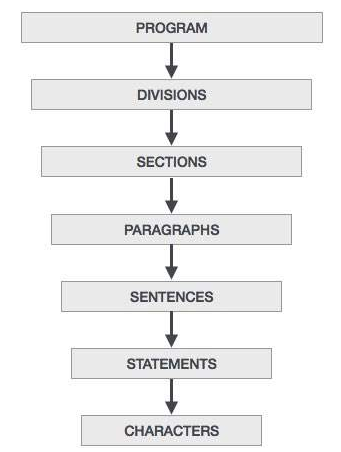 PROGRAM
DIVISIONS
SECTIONS
PARAGRAPHS
SENTENCES
STATEMENTS
CHARACTERS